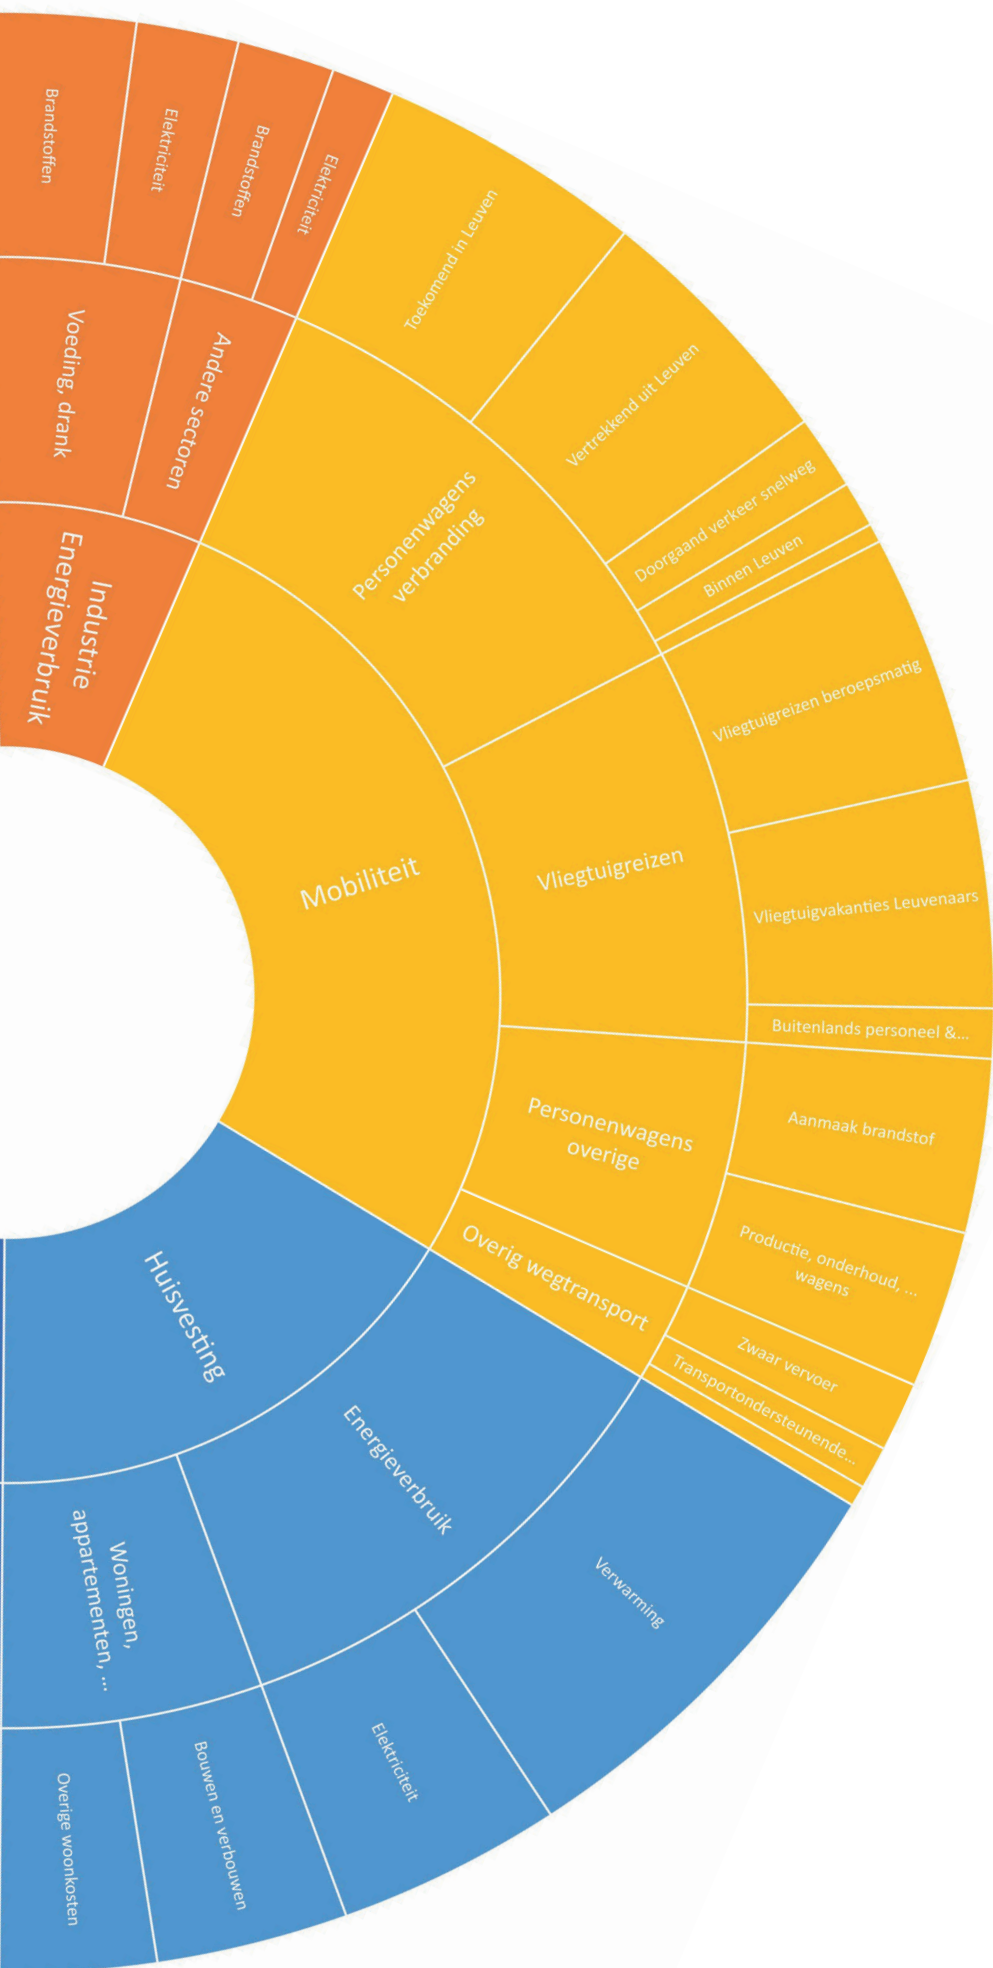 Brandstoffen
Elektriciteit
Brandstoffen
Elektriciteit
Voeding, drank
Andere sectoren
Industrie
Energieverbruik
Toekomend in Leuven
Vertrekkend uit Leuven
Doorgaand verkeer snelweg
Binnen Leuven
Personenwagens
verbranding
Vliegtuigreizen beroepsmatig
Vliegtuigvakanties Leuvenaars
Buitenlands personeel &...
Vliegtuigreizen
Mobiliteit
Personenwagens
overige
Aanmaak brandstof
Productie, onderhoud, ...
wagens
Overig wegtransport
Zwaar vervoer
Transportondersteunende...
Huisvesting
Energieverbruik
Verwarming
Elektriciteit
Woningen,
appartementen, ...
Bouwen en verbouwen
Overige woonkosten